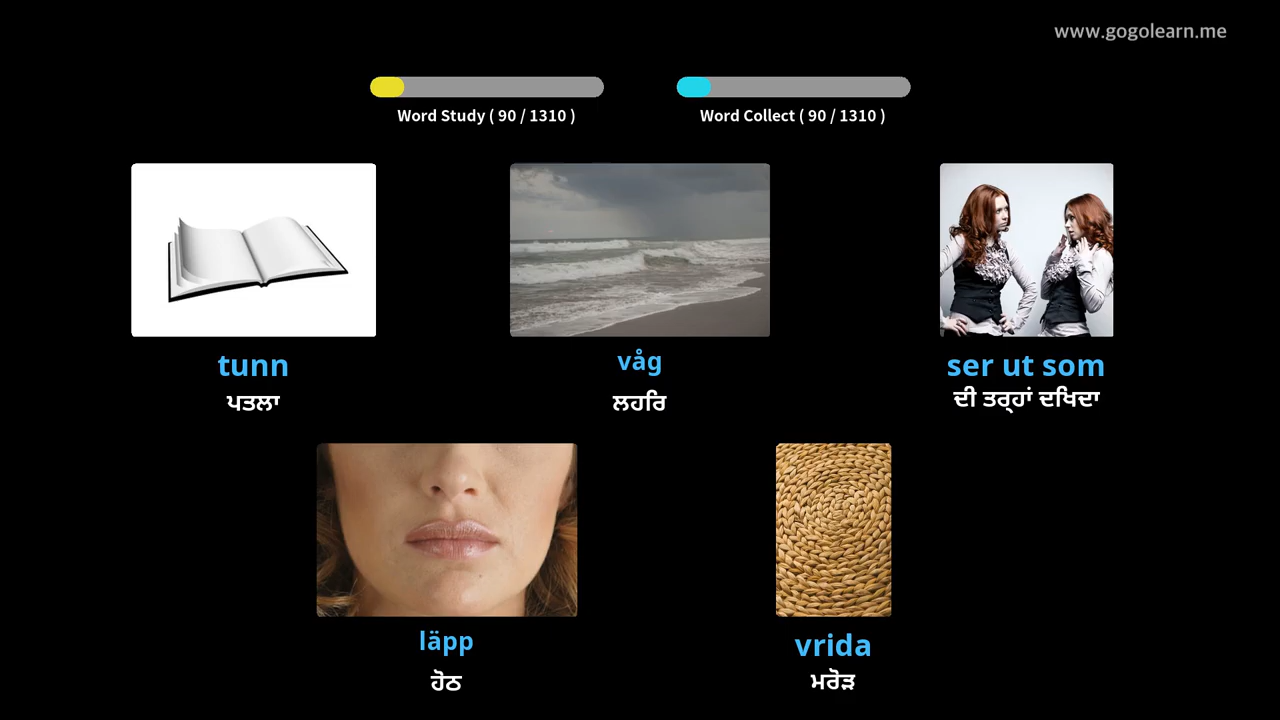 www.gogolearn.me
Word Study ( 90 / 1310 )
Word Collect ( 90 / 1310 )
tunn
ਪਤਲਾ
våg
ਲਹਰਿ
ser ut som
ਦੀ ਤਰ੍ਹਾਂ ਦਖਿਦਾ
läpp
ਹੋਠ
vrida
ਮਰੋੜ